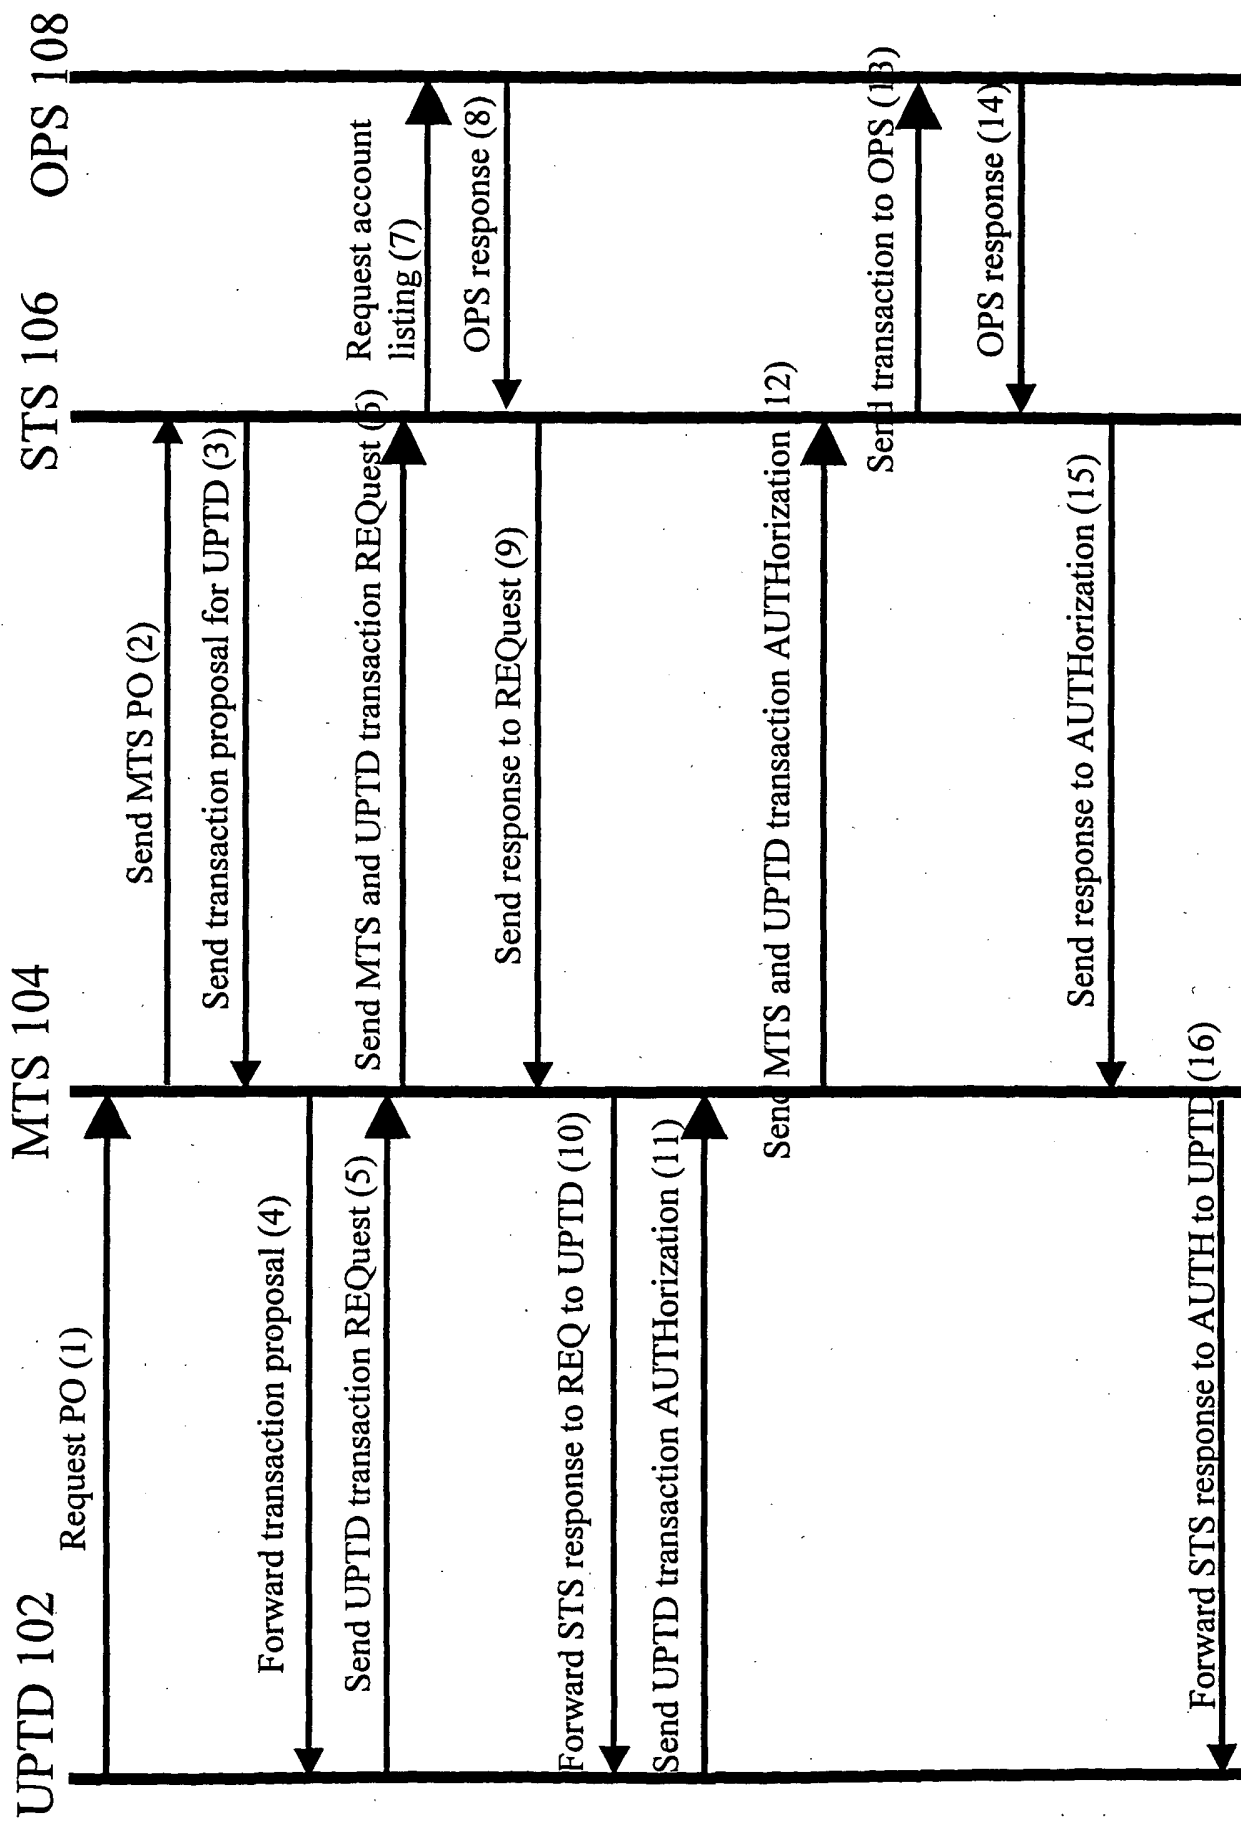 UPTD 102
MTS 104
STS 106
OPS 108
Request PO (1)
Send MTS PO (2)
Send transaction proposal for UPTD (3)
Forward transaction proposal (4)
Send UPTD transaction REQuest (5)
Send MTS and UPTD transaction REQuest (6)
Request account
listing (7)
OPS response (8)
Send response to REQuest (9)
Forward STS response to REQ to UPTD (10)
Send UPTD transaction AUTHorization (11)
Send MTS and UPTD transaction AUTHorization (12)
Send transaction to OPS (13)
OPS response (14)
Send response to AUTHorization (15)
Forward STS response to AUTH to UPTD (16)